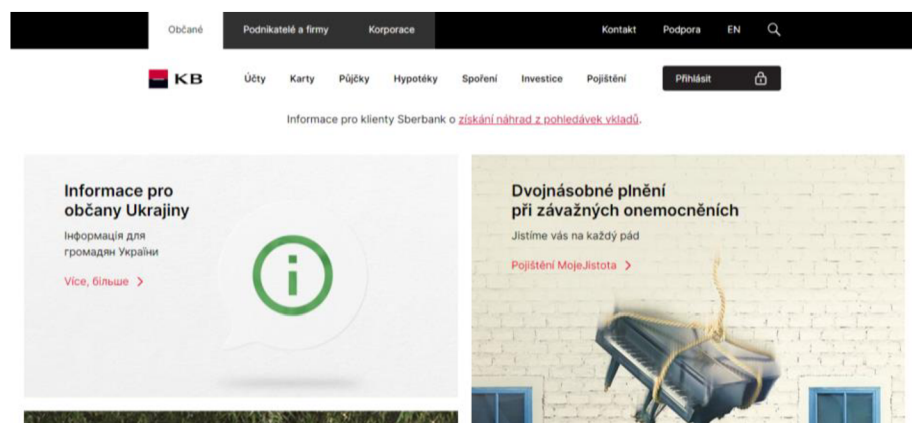 Občané Podnikatelé a firmy Korporace Kontakt Podpora EN
KB Účty Karty Půjčky Hypotéky Spoření Investice Pojištění Přihlásit
Informace pro klienty Sberbank o získání náhrad z pohledávek vkladů.
Informace pro
občany Ukrajiny
Інформація для
громадян України
Více, більше
Dvojnásobné plnění
při závažných onemocněních
Jistíme vás na každý pád
Pojištění MojeJistota